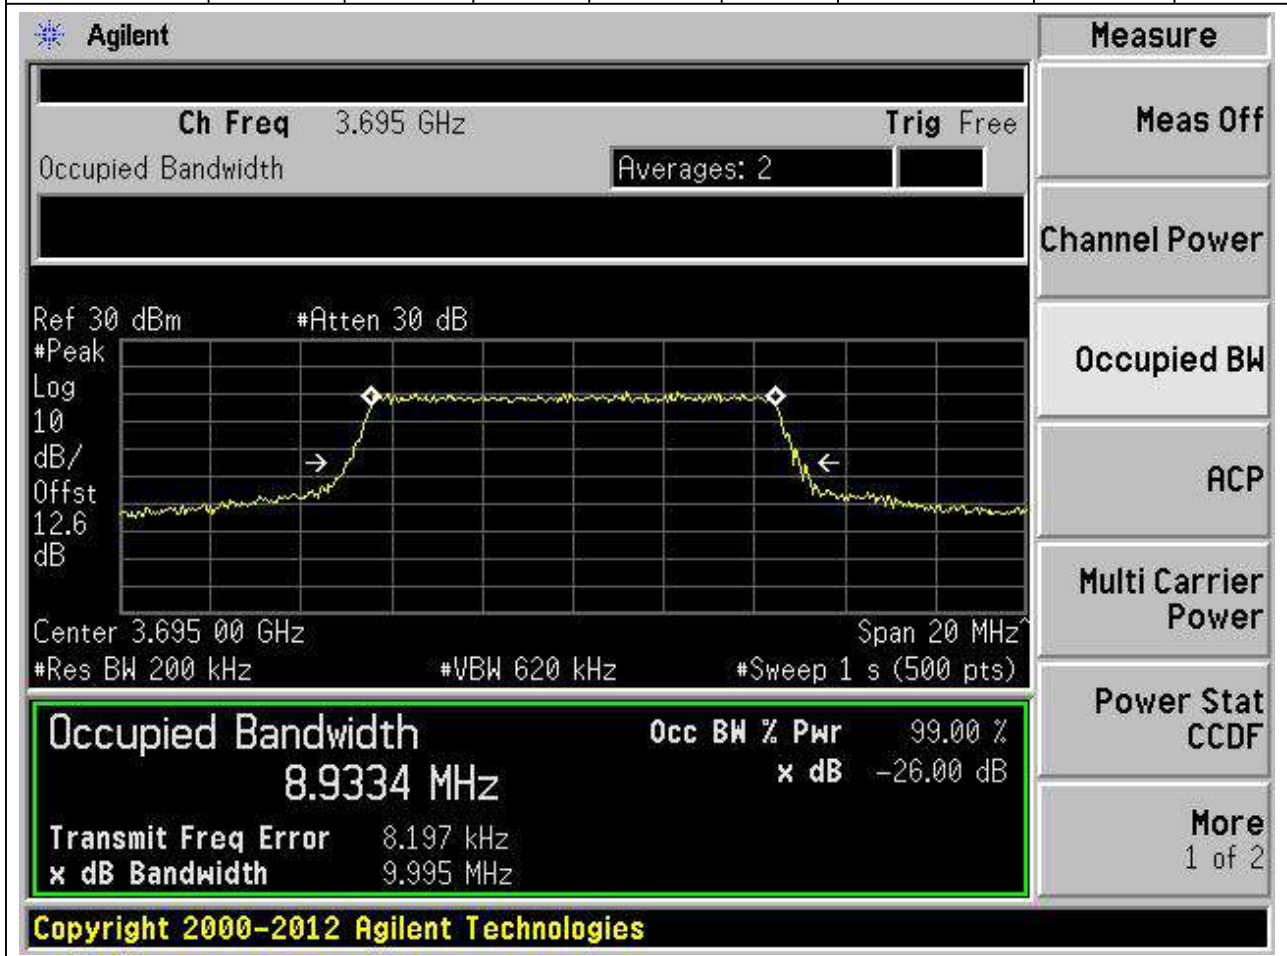 Agilent
Measure
Ch Freq 3.695 GHz Trig Free
Occupied Bandwidth Averages: 2
Meas Off
Channel Power
Occupied BW
ACP
Multi Carrier
Power
Power Stat
CCDF
More
1 of 2
Ref 30 dBm #Atten 30 dB
#Peak
Log
10
dB/
Offst
12.6
dB
Center 3.695 00 GHz Span 20 MHz^
#Res BW 200 kHz #VBW 620 kHz #Sweep 1 s (500 pts)
Occupied Bandwidth Occ BW % Pwr 99.00 %
8.9334 MHz x dB -26.00 dB
Transmit Freq Error 8.197 kHz
x dB Bandwidth 9.995 MHz
Copyright 2000-2012 Agilent Technologies